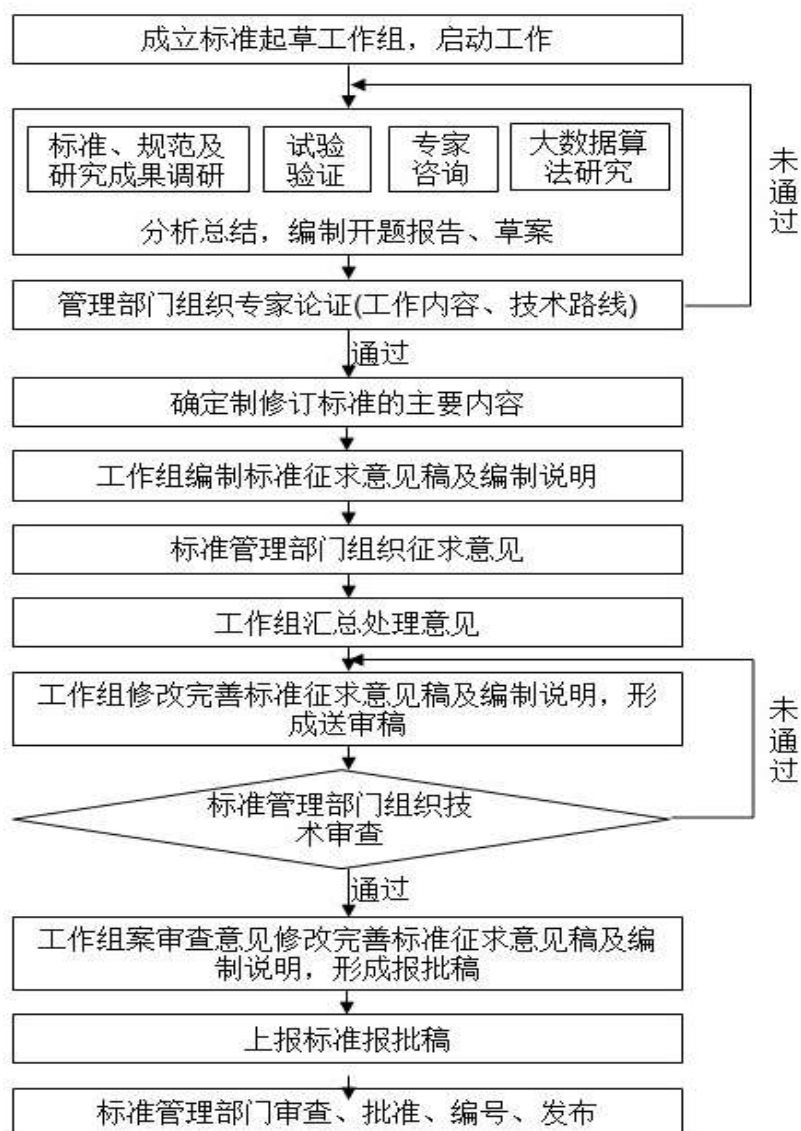 成立标准起草工作组，启动工作
标准、规范及
研究成果调研
试验
验证
专家
咨询
大数据算
法研究
分析总结，编制开题报告、草案
未
通
过
管理部门组织专家论证(工作内容、技术路线)
通过
确定制修订标准的主要内容
工作组编制标准征求意见稿及编制说明
标准管理部门组织征求意见
工作组汇总处理意见
工作组修改完善标准征求意见稿及编制说明，形
成送审稿
未
通
过
标准管理部门组织技
术审查
通过
工作组案审查意见修改完善标准征求意见稿及编
制说明，形成报批稿
上报标准报批稿
标准管理部门审查、批准、编号、发布